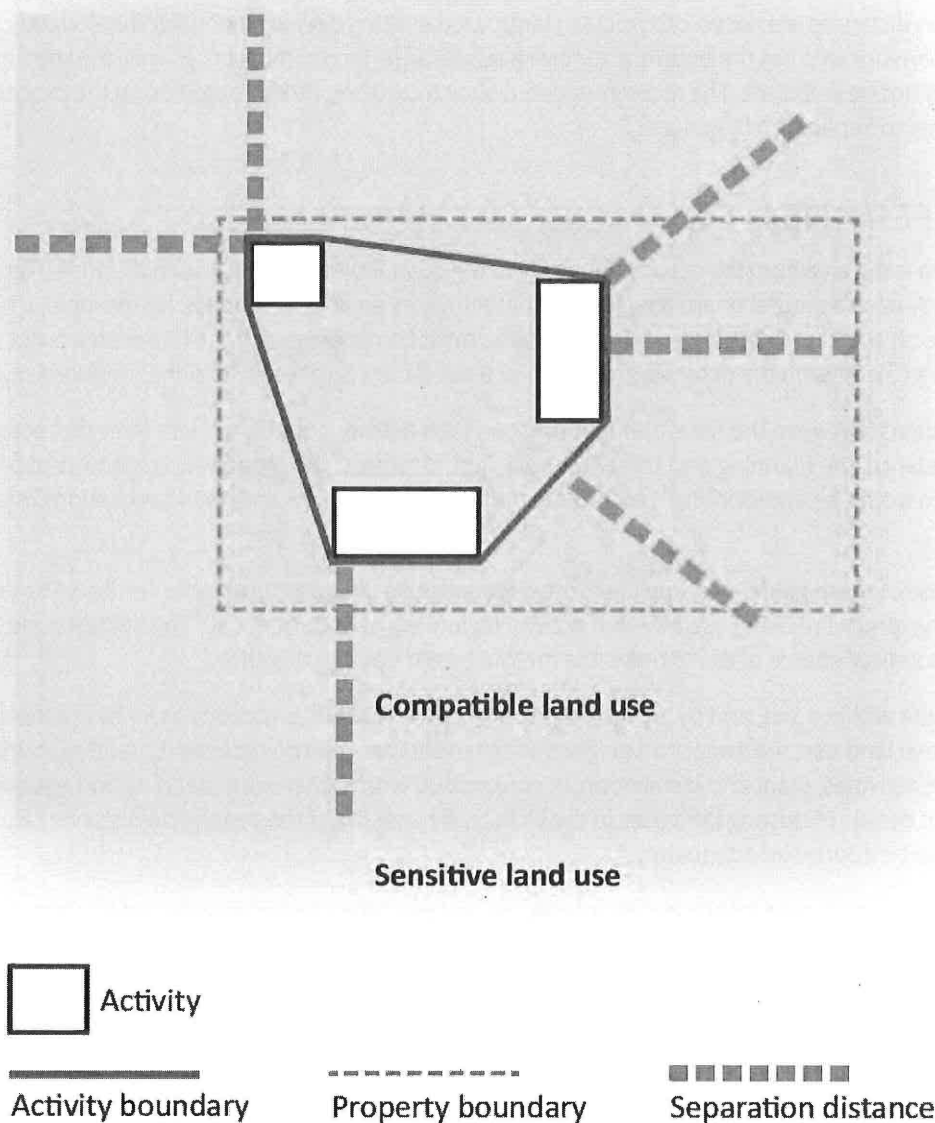 Compatible land use
Sensitive land use
Activity
Activity boundary
Property boundary
Separation distance